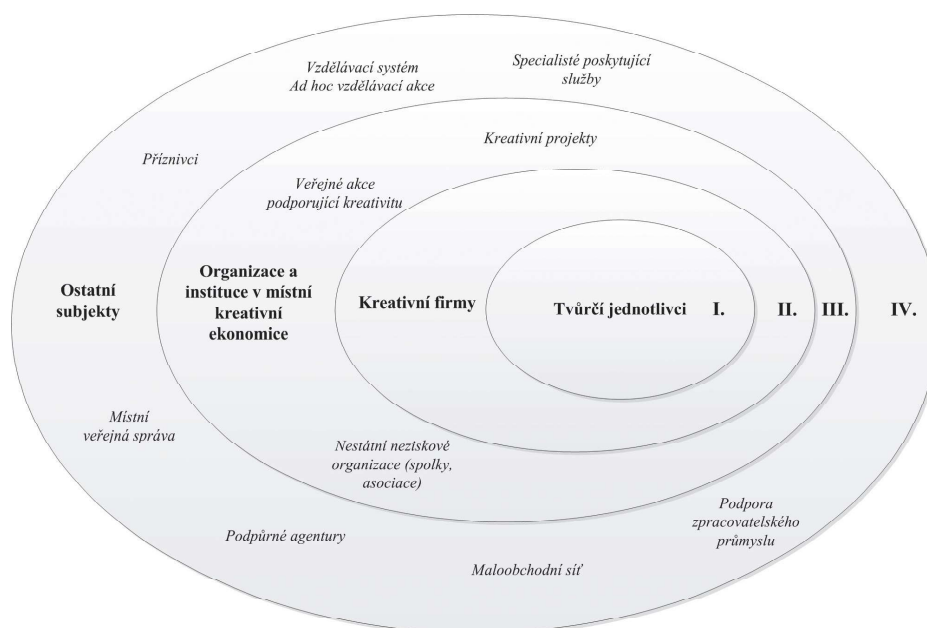 Vzdělávací systém
Ad hoc vzdělávací akce
Specialisté poskytující
služby
Kreativní projekty
Příznivci
Veřejné akce
podporující kreativitu
Ostatní
subjekty
Organizace a
instituce v místní
kreativní
ekonomice
Kreativní firmy
Tvůrčí jednotlivci
I.
II.
III.
IV.
Místní
veřejná správa
Nestátní neziskové
organizace (spolky,
asociace)
Podpora
zpracovatelského
průmyslu
Podpůrné agentury
Maloobchodní síť